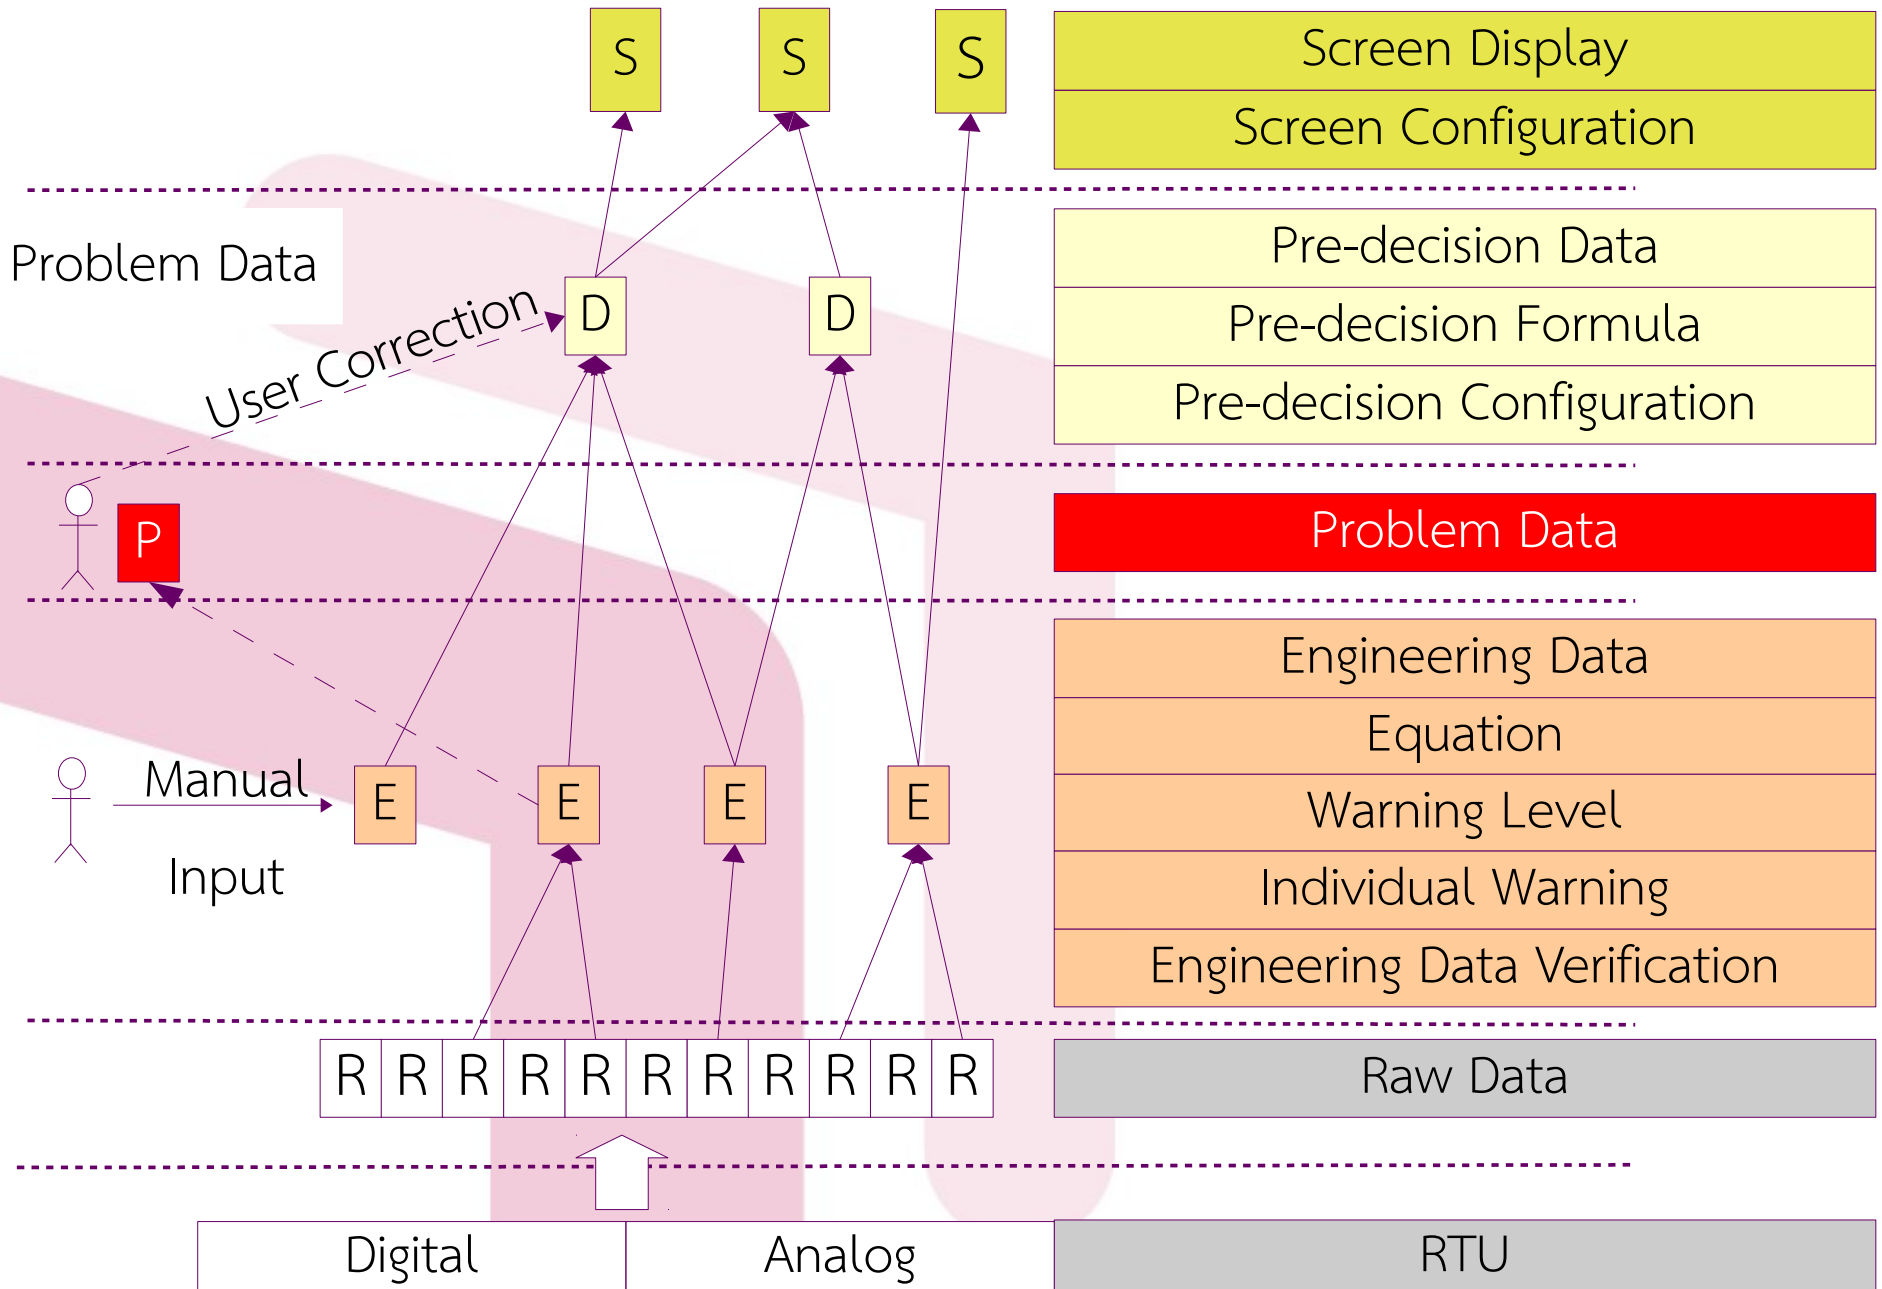 S S S Screen Display
Screen Configuration
Problem Data
Pre-decision Data
D D Pre-decision Formula
User Correction
Pre-decision Configuration
P Problem Data
Engineering Data
Equation
Manual
E E E E Warning Level
Input
Individual Warning
Engineering Data Verification
R R R R R R R R R R R Raw Data
Digital Analog RTU